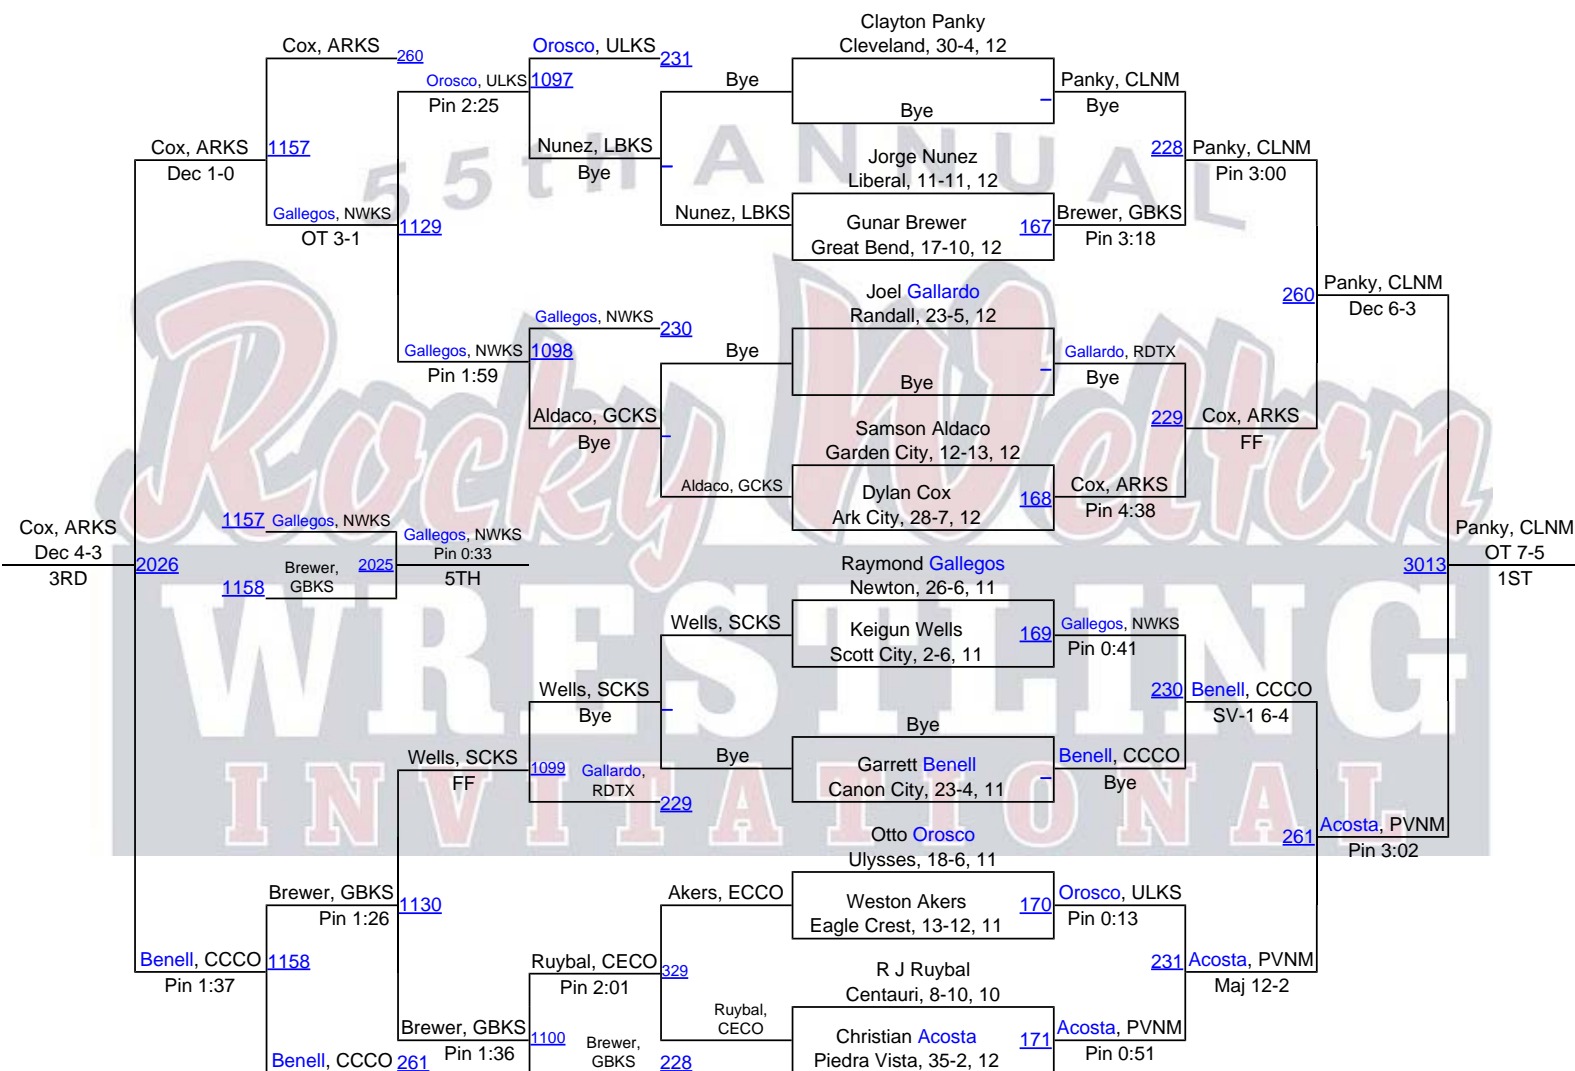 Clayton Panky
Cleveland, 30-4, 12
Cox, ARKS
260
Orosco, ULKS
231
Orosco, ULKS
1097
Pin 2:25
Bye
Bye
Panky, CLNM
Bye
Nunez, LBKS
Bye
55th ANNUAL
Cox, ARKS
1157
Dec 1-0
Jorge Nunez
Liberal, 11-11, 12
228
Panky, CLNM
Pin 3:00
Gallegos, NWKS
1129
OT 3-1
Nunez, LBKS
Gunar Brewer
Great Bend, 17-10, 12
167
Brewer, GBKS
Pin 3:18
Joel Gallardo
Randall, 23-5, 12
260
Panky, CLNM
Dec 6-3
Gallegos, NWKS
230
Gallegos, NWKS
1098
Pin 1:59
Bye
Bye
Gallardo, RDTX
Bye
Aldaco, GCKS
Bye
Samson Aldaco
Garden City, 12-13, 12
229
Cox, ARKS
FF
Aldaco, GCKS
Dylan Cox
Ark City, 28-7, 12
168
Cox, ARKS
Pin 4:38
Rocky Welton
Cox, ARKS
Dec 4-3
3RD
2026
1157
Gallegos, NWKS
Brewer,
GBKS
1158
2025
Gallegos, NWKS
Pin 0:33
5TH
3013
Panky, CLNM
OT 7-5
1ST
WRESTLING
Raymond Gallegos
Newton, 26-6, 11
Wells, SCKS
Keigun Wells
Scott City, 2-6, 11
169
Gallegos, NWKS
Pin 0:41
Wells, SCKS
Bye
230
Benell, CCCO
SV-1 6-4
Bye
Bye
Garrett Benell
Canon City, 23-4, 11
Benell, CCCO
Bye
Wells, SCKS
FF
1099
Gallardo,
RDTX
229
INVITATIONAL
Otto Orosco
Ulysses, 18-6, 11
261
Acosta, PVNM
Pin 3:02
Brewer, GBKS
Pin 1:26
1130
Akers, ECCO
Weston Akers
Eagle Crest, 13-12, 11
170
Orosco, ULKS
Pin 0:13
Benell, CCCO
1158
Pin 1:37
Ruybal, CECO
329
Pin 2:01
R J Ruybal
Centauri, 8-10, 10
231
Acosta, PVNM
Maj 12-2
Ruybal,
CECO
Christian Acosta
Piedra Vista, 35-2, 12
171
Acosta, PVNM
Pin 0:51
Brewer, GBKS
1100
Pin 1:36
Brewer,
GBKS
228
Benell, CCCO
261